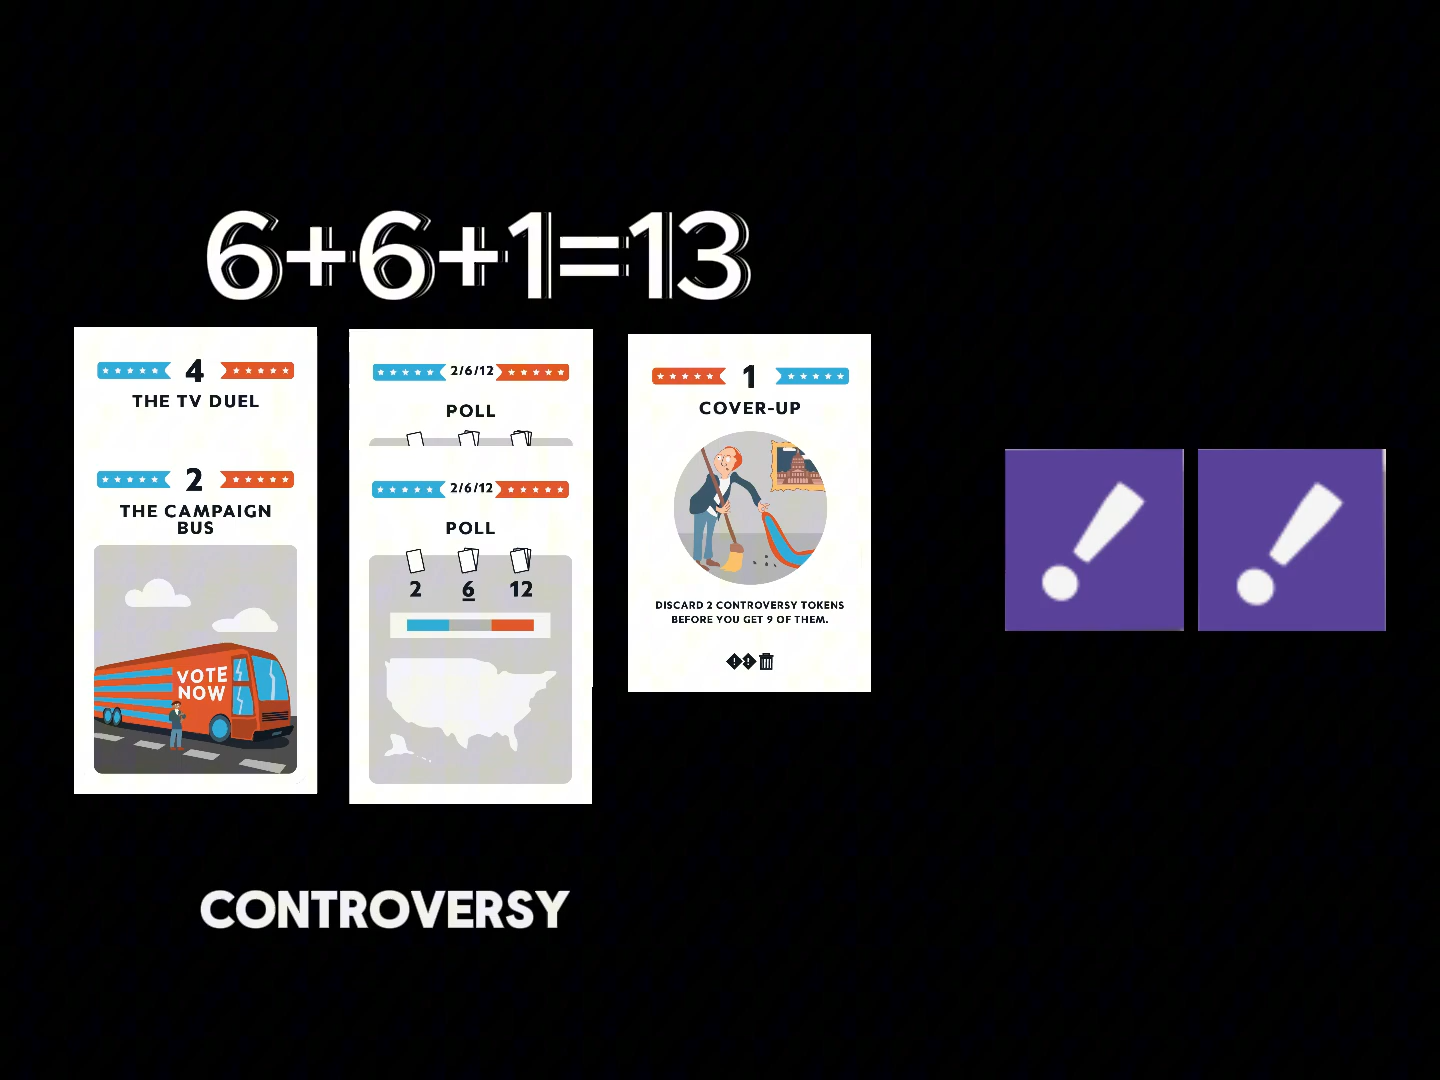 6+6+1=13
4
THE TV DUEL
2
THE CAMPAIGN
BUS
VOTE
NOW
2/6/12
POLL
2/6/12
POLL
2 6 12
1
COVER-UP
DISCARD 2 CONTROVERSY TOKENS
BEFORE YOU GET 9 OF THEM.
! !
! !
CONTROVERSY